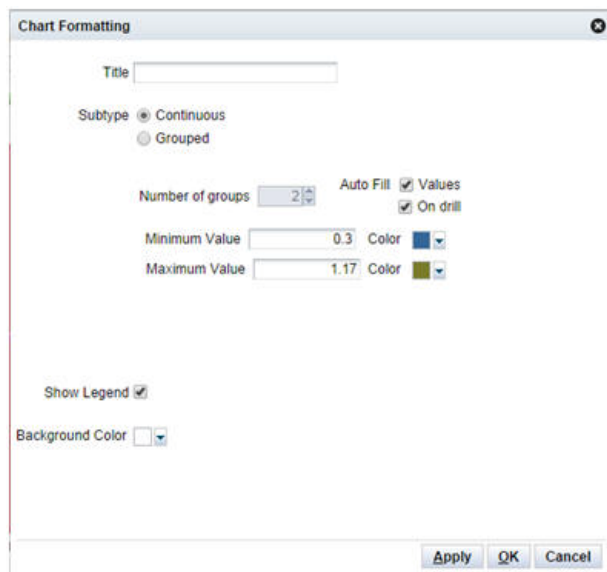 Chart Formatting
Title
Subtype Continuous
Grouped
Auto Fill Values
Number of groups 2
On drill
Minimum Value 0.3 Color
Maximum Value 1.17 Color
Show Legend
Background Color
Apply OK Cancel